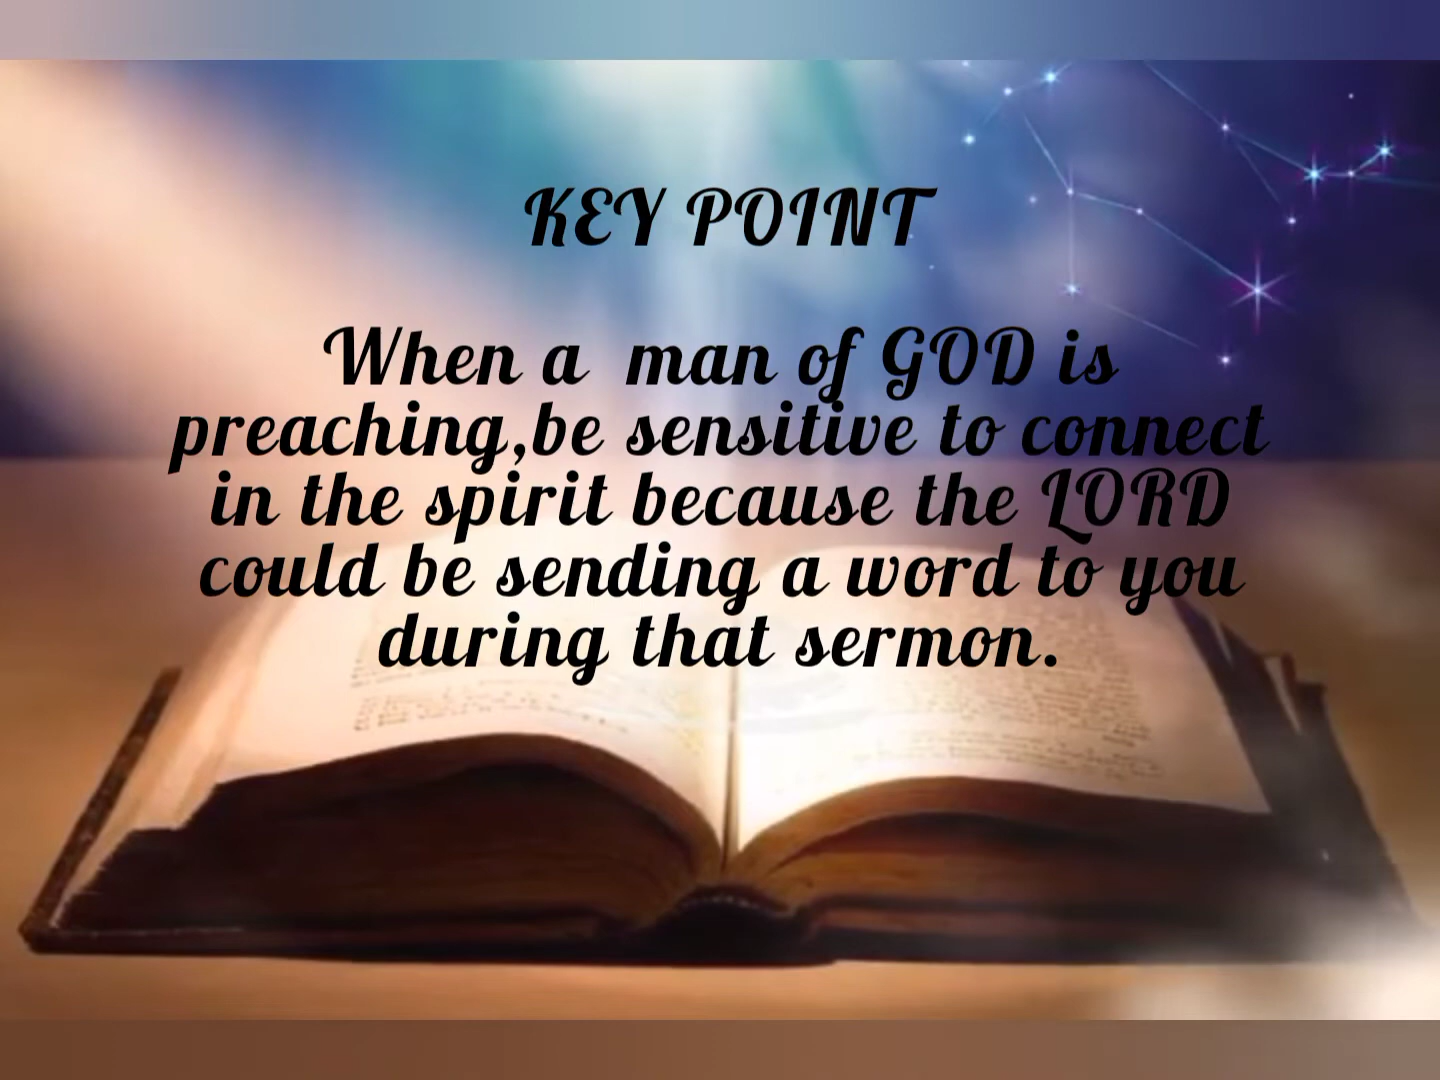 KEY POINT
When a  man of GOD is
preaching,be sensitive to connect
in the spirit because the LORD
could be sending a word to you
during that sermon.